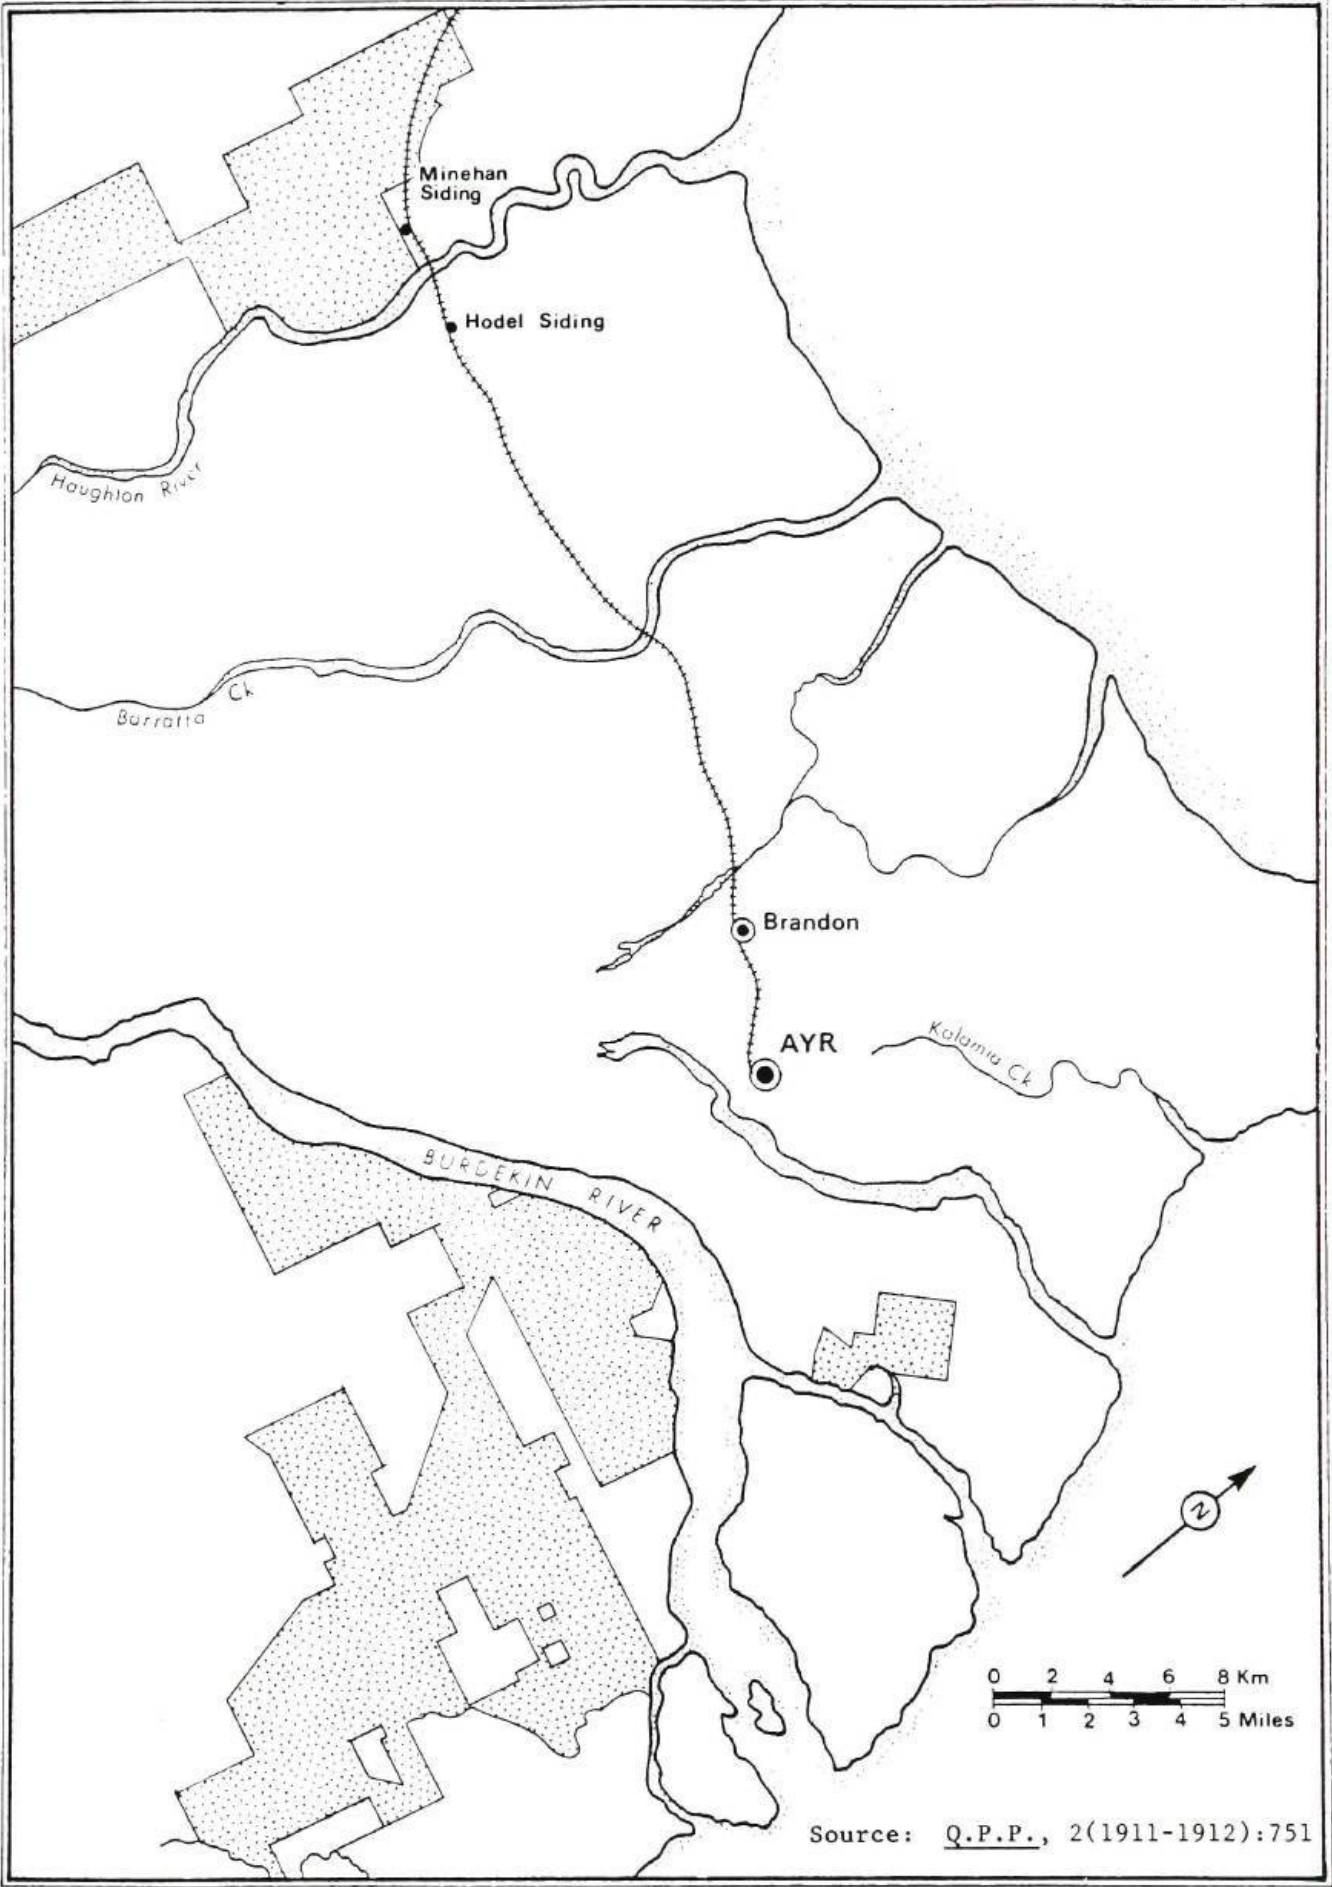 Minehan
Siding
Hodel Siding
Haughton River
Barratta Ck
Brandon
AYR
Kalamia Ck
BURDEKIN RIVER
N
0 2 4 6 8 Km
0 1 2 3 4 5 Miles
Source: Q.P.P., 2(1911-1912):751